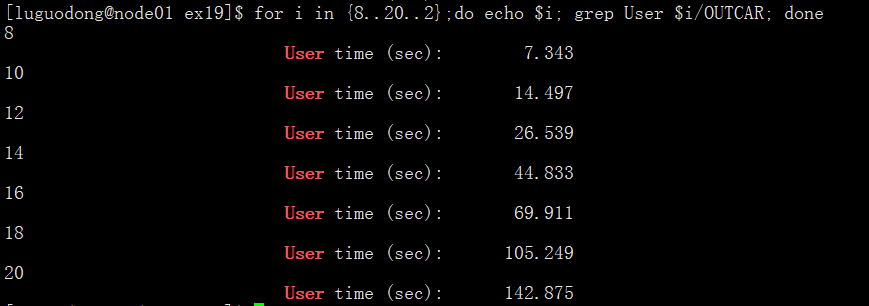 [luguodong@node01 ex19]$ for i in {8..20..2};do echo $i; grep User $i/OUTCAR; done
8
User time (sec): 7.343
10
User time (sec): 14.497
12
User time (sec): 26.539
14
User time (sec): 44.833
16
User time (sec): 69.911
18
User time (sec): 105.249
20
User time (sec): 142.875